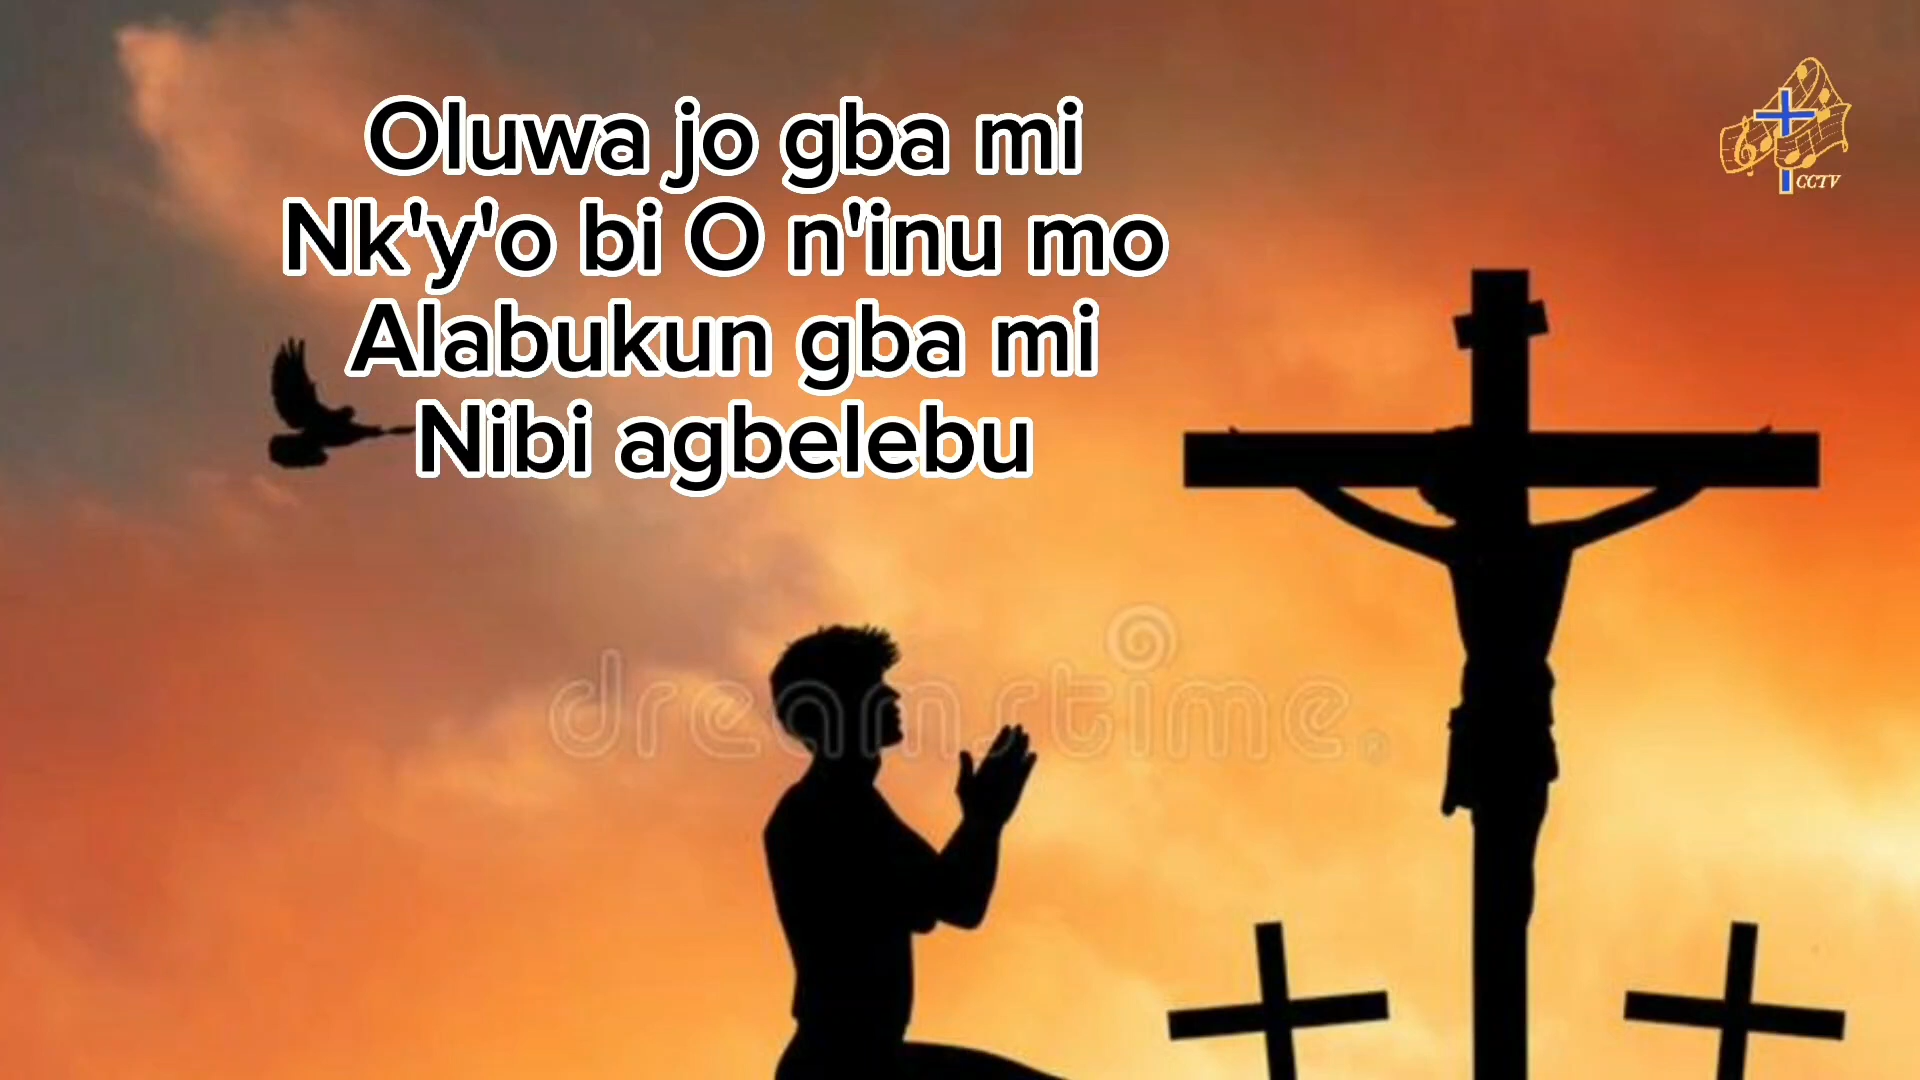 Oluwa jo gba mi
Nk'y'o bi O n'inu mo
Alabukun gba mi
Nibi agbelebu
CCTV
dreamstime.